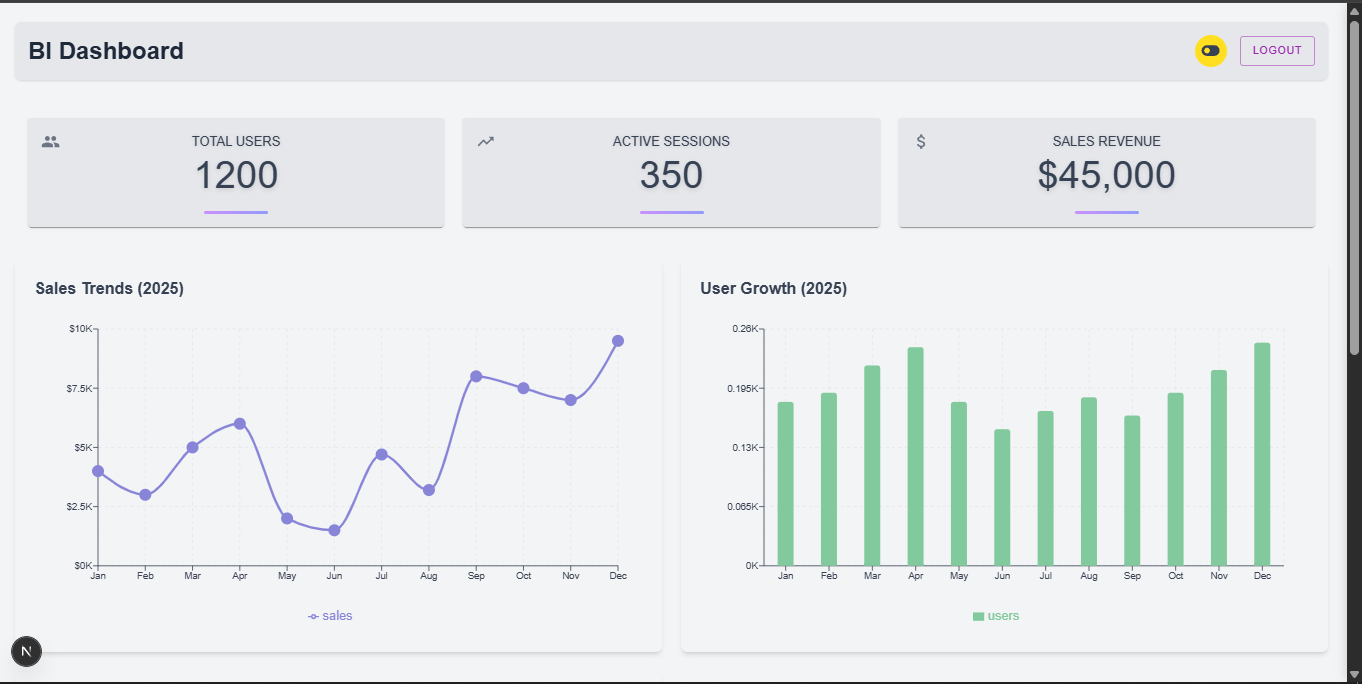 BI Dashboard
LOGOUT
TOTAL USERS
1200
ACTIVE SESSIONS
350
$
SALES REVENUE
$45,000
Sales Trends (2025)
$10K
$7.5K
$5K
$2.5K
$0K
Jan Feb Mar Apr May Jun Jul Aug Sep Oct Nov Dec
sales
User Growth (2025)
0.26K
0.195K
0.13K
0.065K
0K
Jan Feb Mar Apr May Jun Jul Aug Sep Oct Nov Dec
users
N